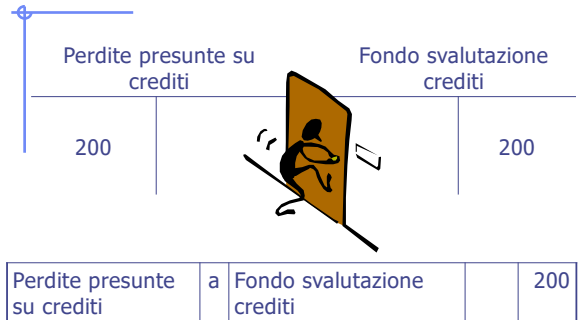 Perdite presunte su
crediti
Fondo svalutazione
crediti
200
200
Perdite presunte
su crediti
a
Fondo svalutazione
crediti
200